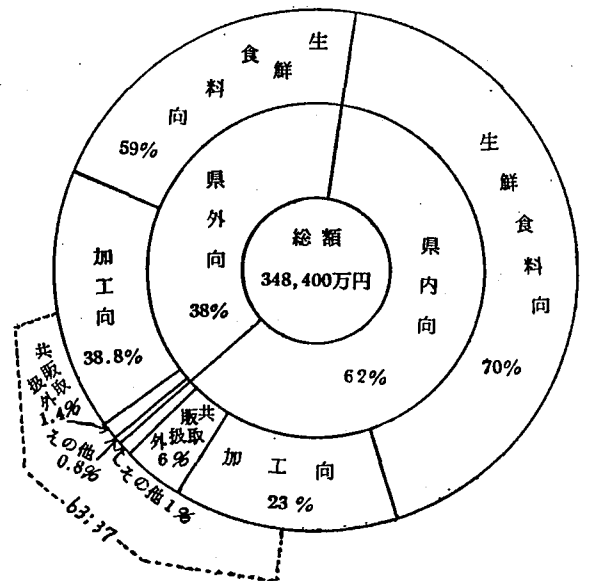 総額
348,400万円
県内向
62%
生鮮食料向
70%
加工向
23%
共販取扱外
6%
その他1%
県外向
38%
生鮮食料向
59%
加工向
38.8%
共販取扱外
1.4%
その他
0.8%
63:37